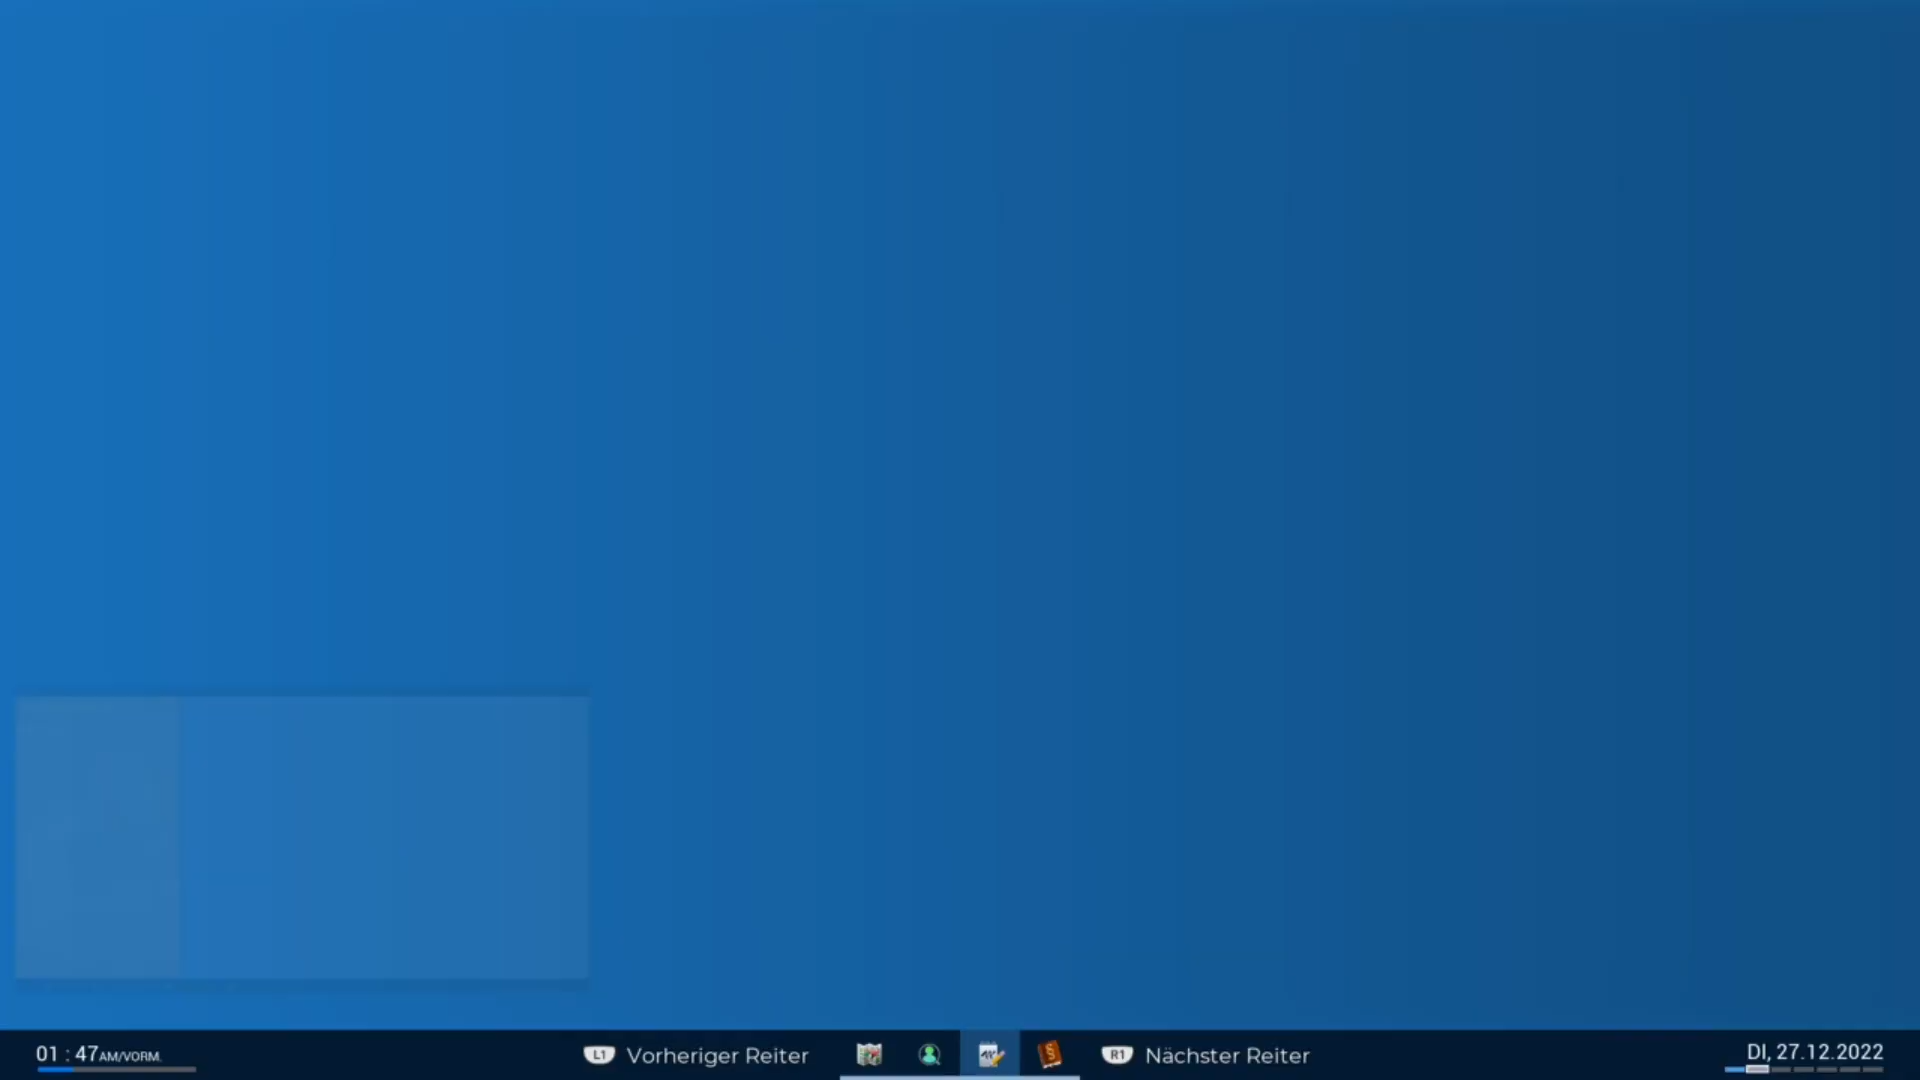 01 : 47AM/VORM.
L1 Vorheriger Reiter
§
R1 Nächster Reiter
DI, 27.12.2022